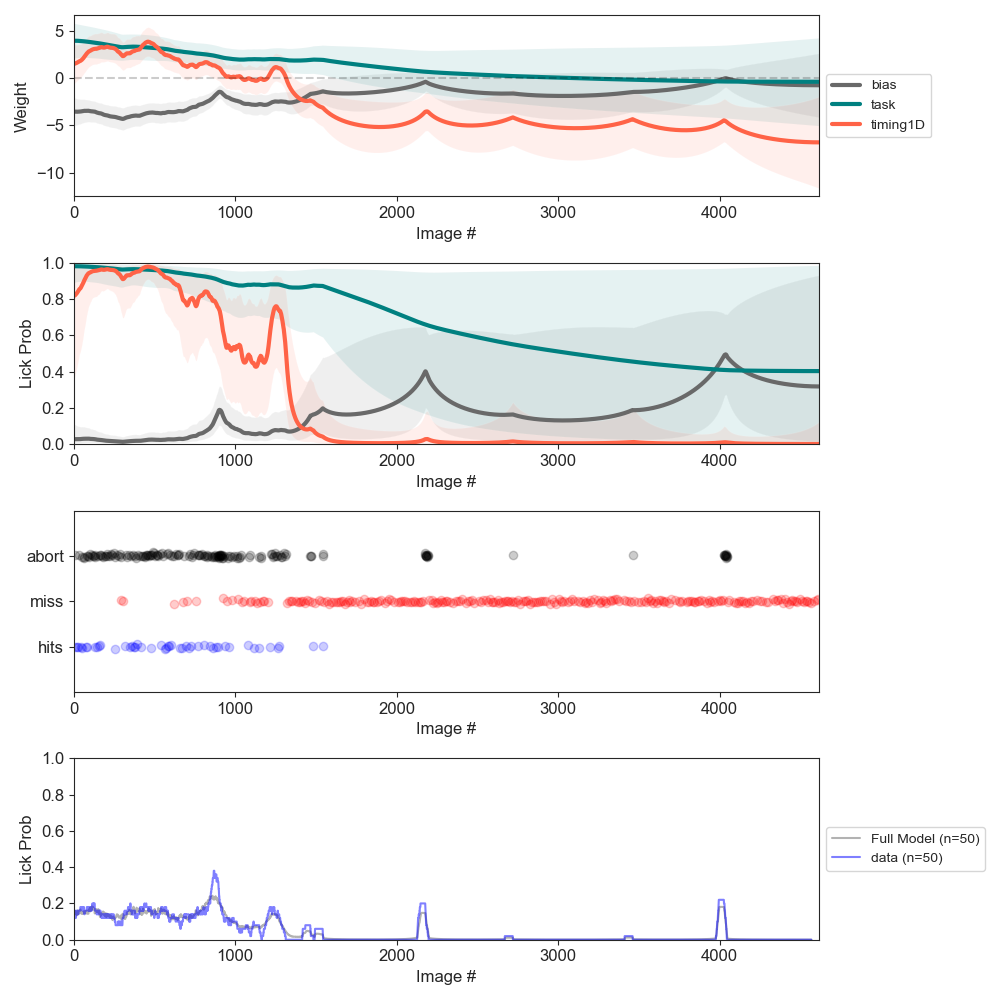 5
0
−5
−10
Weight
0 1000 2000 3000 4000
Image #
bias
task
timing1D
1.0
0.8
0.6
0.4
0.2
0.0
Lick Prob
0 1000 2000 3000 4000
Image #
abort
miss
hits
0 1000 2000 3000 4000
Image #
1.0
0.8
0.6
0.4
0.2
0.0
Lick Prob
0 1000 2000 3000 4000
Image #
Full Model (n=50)
data (n=50)